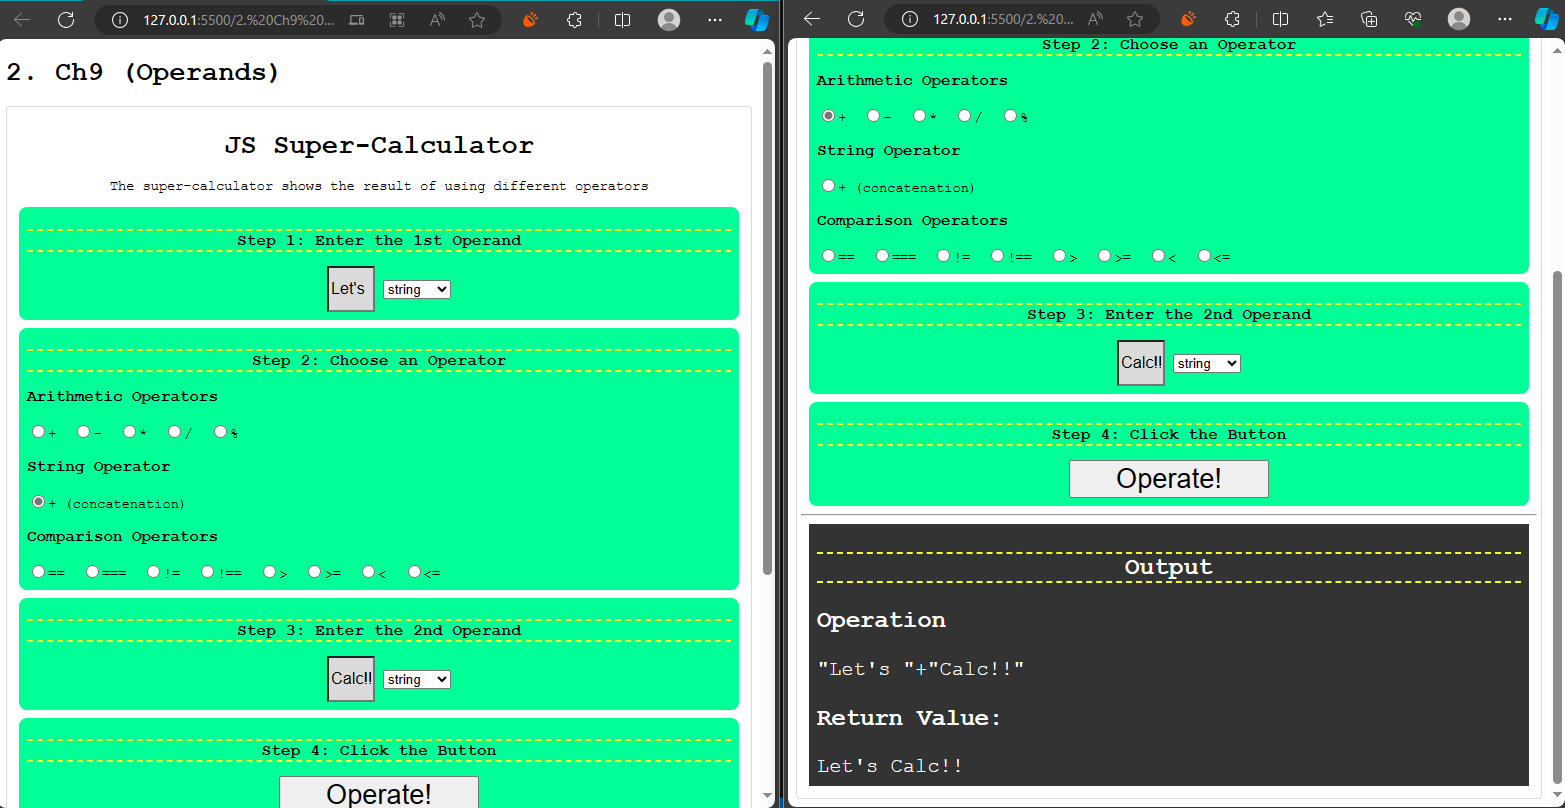 127.0.0.1:5500/2.%20Ch9%20...
2. Ch9 (Operands)
JS Super-Calculator
The super-calculator shows the result of using different operators
Step 1: Enter the 1st Operand
Let's string
Step 2: Choose an Operator
Arithmetic Operators
+ - * / %
String Operator
+ (concatenation)
Comparison Operators
== === != !== > >= < <=
Step 3: Enter the 2nd Operand
Calc!! string
Step 4: Click the Button
Operate!
127.0.0.1:5500/2.%20...
Step 2: Choose an Operator
Arithmetic Operators
+ - * / %
String Operator
+ (concatenation)
Comparison Operators
== === != !== > >= < <=
Step 3: Enter the 2nd Operand
Calc!! string
Step 4: Click the Button
Operate!
Output
Operation
"Let's "+"Calc!!"
Return Value:
Let's Calc!!